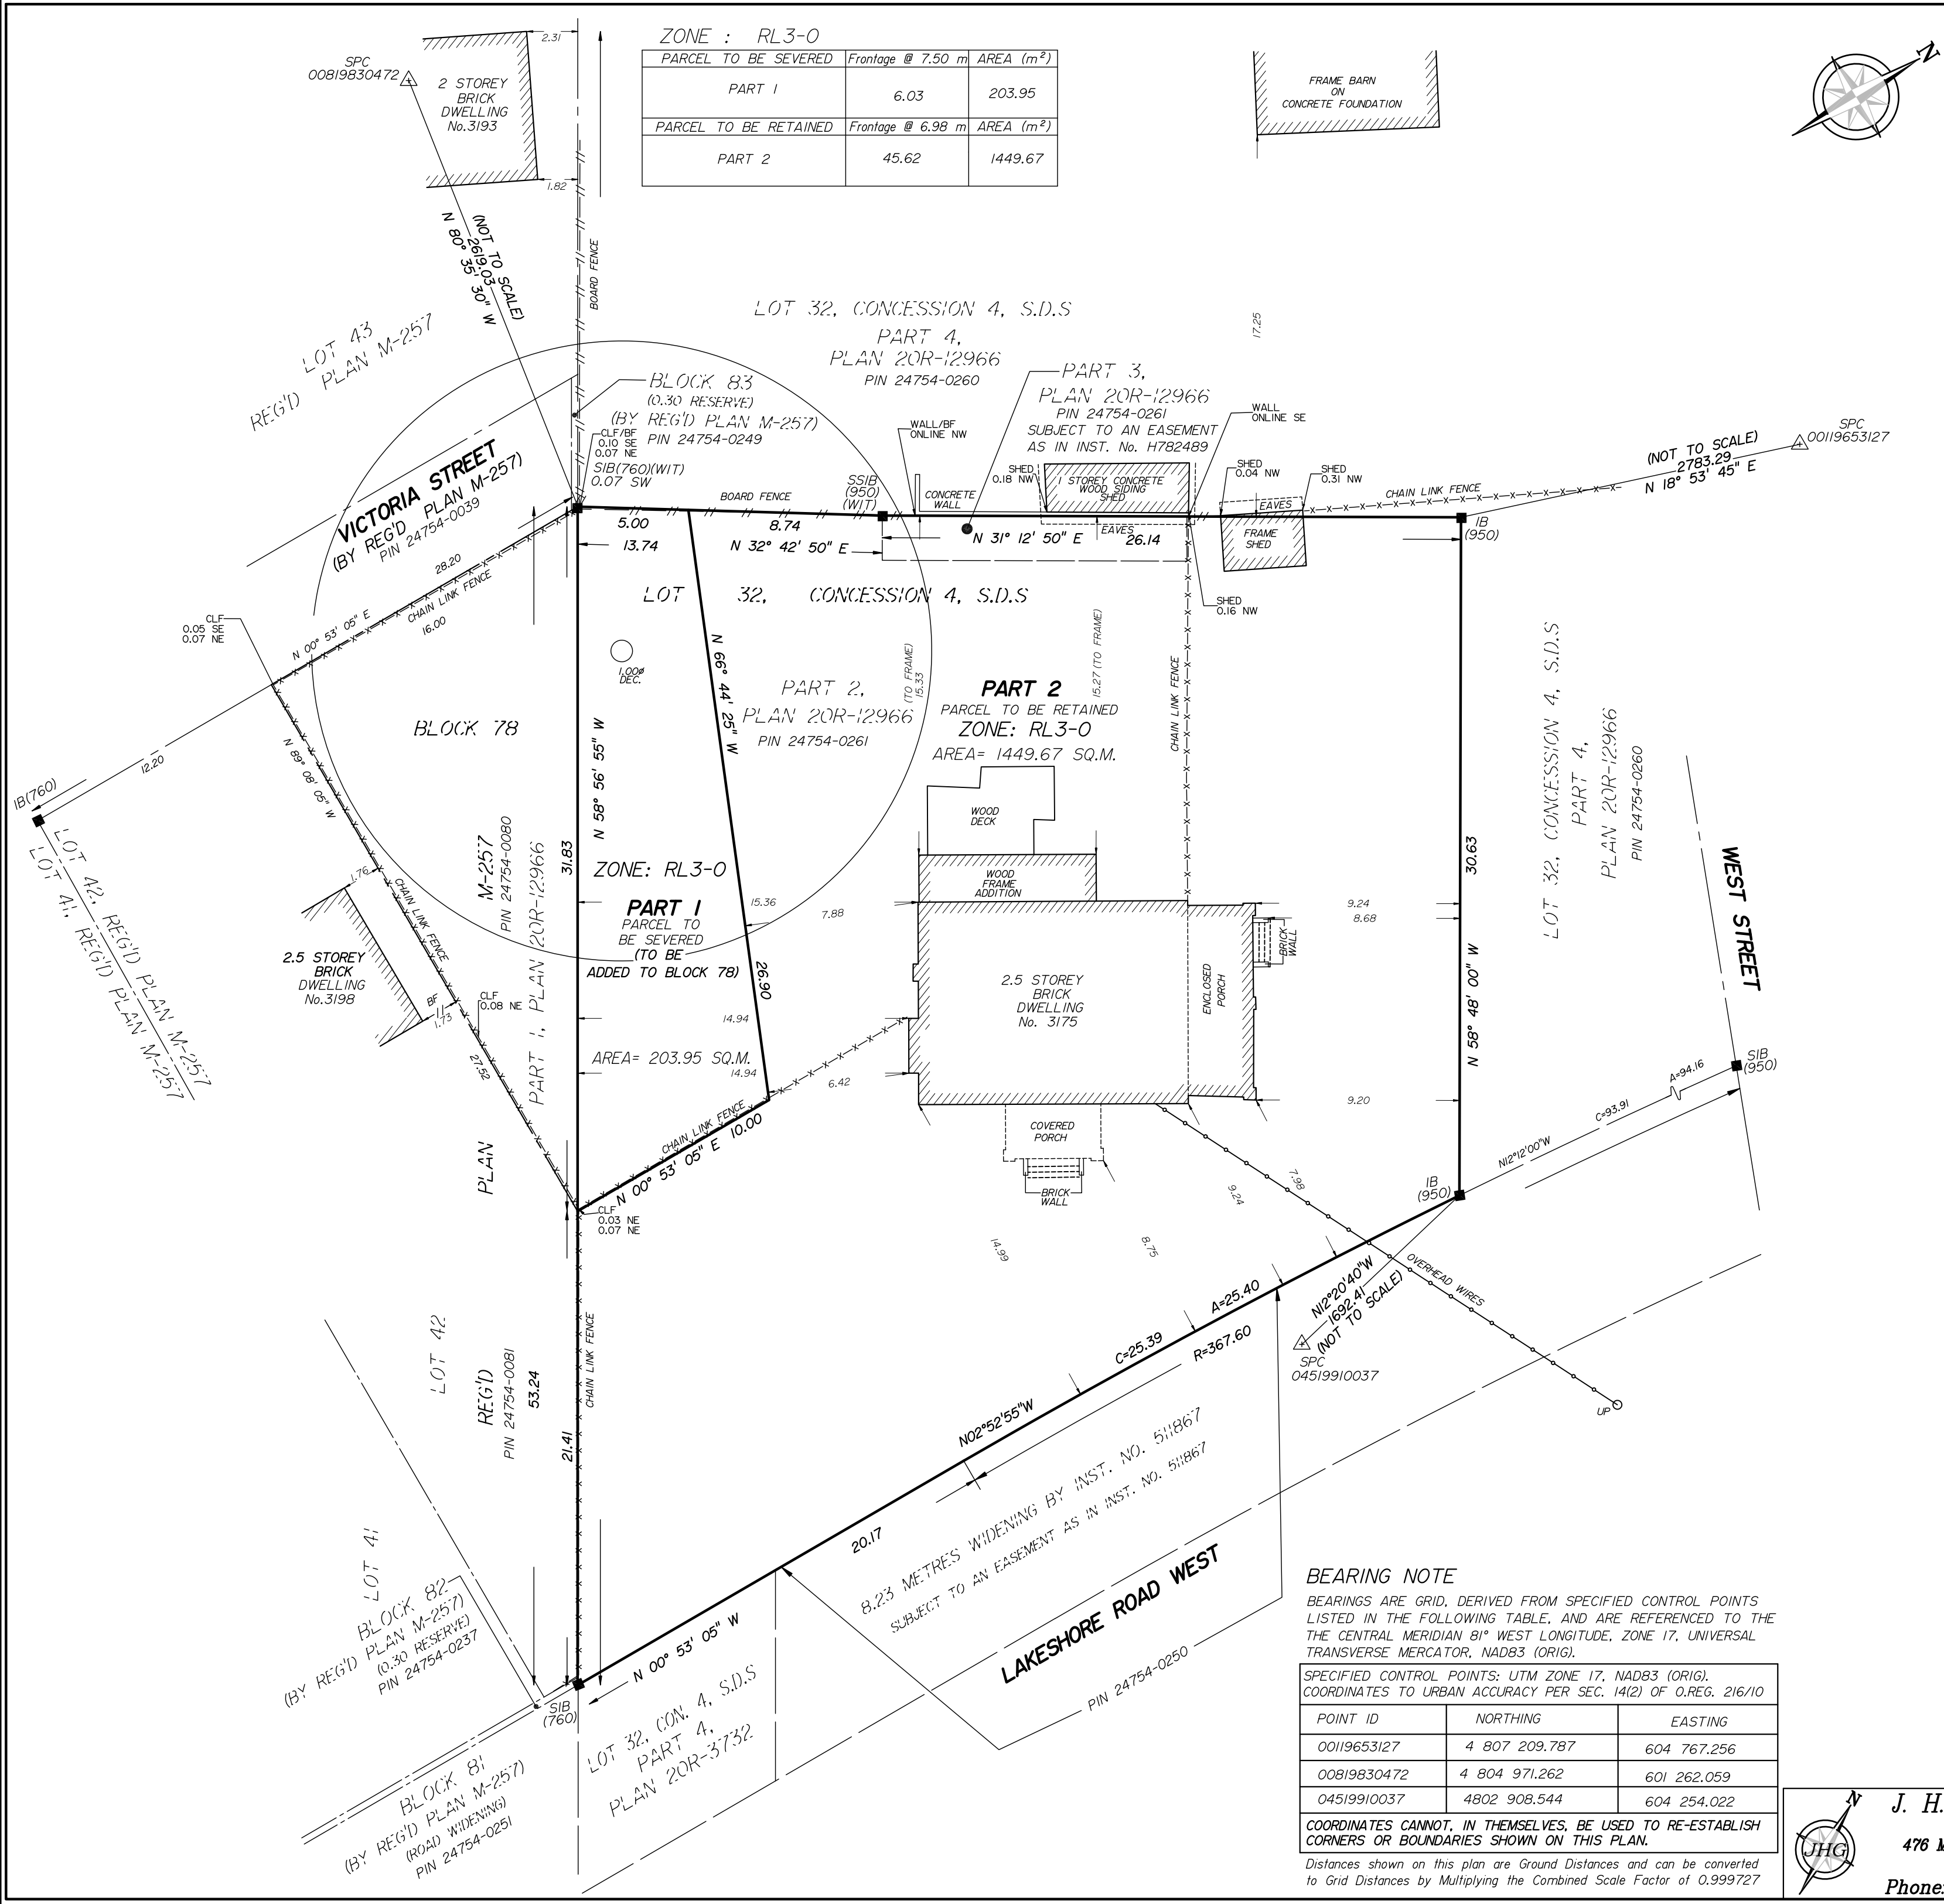 ZONE : RL3-0
PARCEL TO BE SEVERED Frontage @ 7.50 m AREA (m²)
PART 1 6.03 203.95
PARCEL TO BE RETAINED Frontage @ 6.98 m AREA (m²)
PART 2 45.62 1449.67
2.31
SPC
00819830472
2 STOREY
BRICK
DWELLING
No.3193
1.82
FRAME BARN
ON
CONCRETE FOUNDATION
N
(NOT TO SCALE)
2619.03
N 80° 35' 30" W
BOARD FENCE
LOT 43
REG'D PLAN M-257
LOT 32, CONCESSION 4, S.D.S
PART 4,
PLAN 20R-12966
PIN 24754-0260
17.25
BLOCK 83
(0.30 RESERVE)
(BY REG'D PLAN M-257)
PIN 24754-0249
CLF/BF
0.10 SE
0.07 NE
SIB(760)(WIT)
0.07 SW
PART 3,
PLAN 20R-12966
PIN 24754-0261
SUBJECT TO AN EASEMENT
AS IN INST. No. H782489
WALL
ONLINE SE
WALL/BF
ONLINE NW
SPC
00119653127
(NOT TO SCALE)
2783.29
N 18° 53' 45" E
VICTORIA STREET
(BY REG'D PLAN M-257)
PIN 24754-0039
SSIB
(950)
(WIT)
BOARD FENCE
CONCRETE
WALL
SHED
0.18 NW
1 STOREY CONCRETE
WOOD SIDING
SHED
SHED
0.04 NW
SHED
0.31 NW
CHAIN LINK FENCE
EAVES
EAVES
FRAME
SHED
IB
(950)
5.00
8.74
13.74
N 32° 42' 50" E
N 31° 12' 50" E
26.14
28.20
CHAIN LINK FENCE
N 00° 53' 05" E
16.00
CLF
0.05 SE
0.07 NE
SHED
0.16 NW
LOT 32, CONCESSION 4, S.D.S
1.00ø
DEC.
N 66° 44' 25" W
(TO FRAME)
15.33
15.27 (TO FRAME)
CHAIN LINK FENCE
PART 2,
PLAN 20R-12966
PIN 24754-0261
PART 2
PARCEL TO BE RETAINED
ZONE: RL3-0
AREA= 1449.67 SQ.M.
BLOCK 78
N 58° 56' 55" W
N 89° 08' 05" W
12.20
IB(760)
LOT 42, REG'D PLAN M-257
LOT 41, REG'D PLAN M-257
LOT 32, CONCESSION 4, S.D.S
PART 4,
PLAN 20R-12966
PIN 24754-0260
WEST STREET
WOOD
DECK
WOOD
FRAME
ADDITION
M-257
PIN 24754-0080
PART 1, PLAN 20R-12966
31.83
ZONE: RL3-0
PART 1
PARCEL TO
BE SEVERED
(TO BE
ADDED TO BLOCK 78)
15.36
7.88
26.90
30.63
1.76
CHAIN LINK FENCE
2.5 STOREY
BRICK
DWELLING
No.3198
BF
1.73
CLF
0.08 NE
27.52
9.24
8.68
BRICK
WALL
2.5 STOREY
BRICK
DWELLING
No. 3175
ENCLOSED
PORCH
N 58° 48' 00" W
14.94
AREA= 203.95 SQ.M.
14.94
6.42
9.20
CHAIN LINK FENCE
N 00° 53' 05" E 10.00
COVERED
PORCH
BRICK
WALL
SIB
(950)
A=94.16
C=93.91
N12°12'00"W
IB
(950)
PLAN
CLF
0.03 NE
0.07 NE
14.99
8.75
9.24
7.98
OVERHEAD WIRES
UP
N12°20'40"W
1692.41
(NOT TO SCALE)
SPC
04519910037
A=25.40
C=25.39
R=367.60
N02°52'55"W
LOT 42
REG'D
PIN 24754-0081
53.24
CHAIN LINK FENCE
21.41
20.17
8.23 METRES WIDENING BY INST. NO. 511867
SUBJECT TO AN EASEMENT AS IN INST. NO. 511867
LAKESHORE ROAD WEST
PIN 24754-0250
LOT 41
BLOCK 82
(BY REG'D PLAN M-257)
(0.30 RESERVE)
PIN 24754-0237
N 00° 53' 05" W
SIB
(760)
LOT 32, CON. 4, S.D.S
PART 4,
PLAN 20R-3732
BLOCK 81
(BY REG'D PLAN M-257)
(ROAD WIDENING)
PIN 24754-0251
BEARING NOTE
BEARINGS ARE GRID, DERIVED FROM SPECIFIED CONTROL POINTS
LISTED IN THE FOLLOWING TABLE, AND ARE REFERENCED TO THE
THE CENTRAL MERIDIAN 81° WEST LONGITUDE, ZONE 17, UNIVERSAL
TRANSVERSE MERCATOR, NAD83 (ORIG).
SPECIFIED CONTROL POINTS: UTM ZONE 17, NAD83 (ORIG).
COORDINATES TO URBAN ACCURACY PER SEC. 14(2) OF O.REG. 216/10
POINT ID NORTHING EASTING
00119653127 4 807 209.787 604 767.256
00819830472 4 804 971.262 601 262.059
04519910037 4802 908.544 604 254.022
COORDINATES CANNOT, IN THEMSELVES, BE USED TO RE-ESTABLISH
CORNERS OR BOUNDARIES SHOWN ON THIS PLAN.
Distances shown on this plan are Ground Distances and can be converted
to Grid Distances by Multiplying the Combined Scale Factor of 0.999727
N
JHG
J. H.
476
Phone